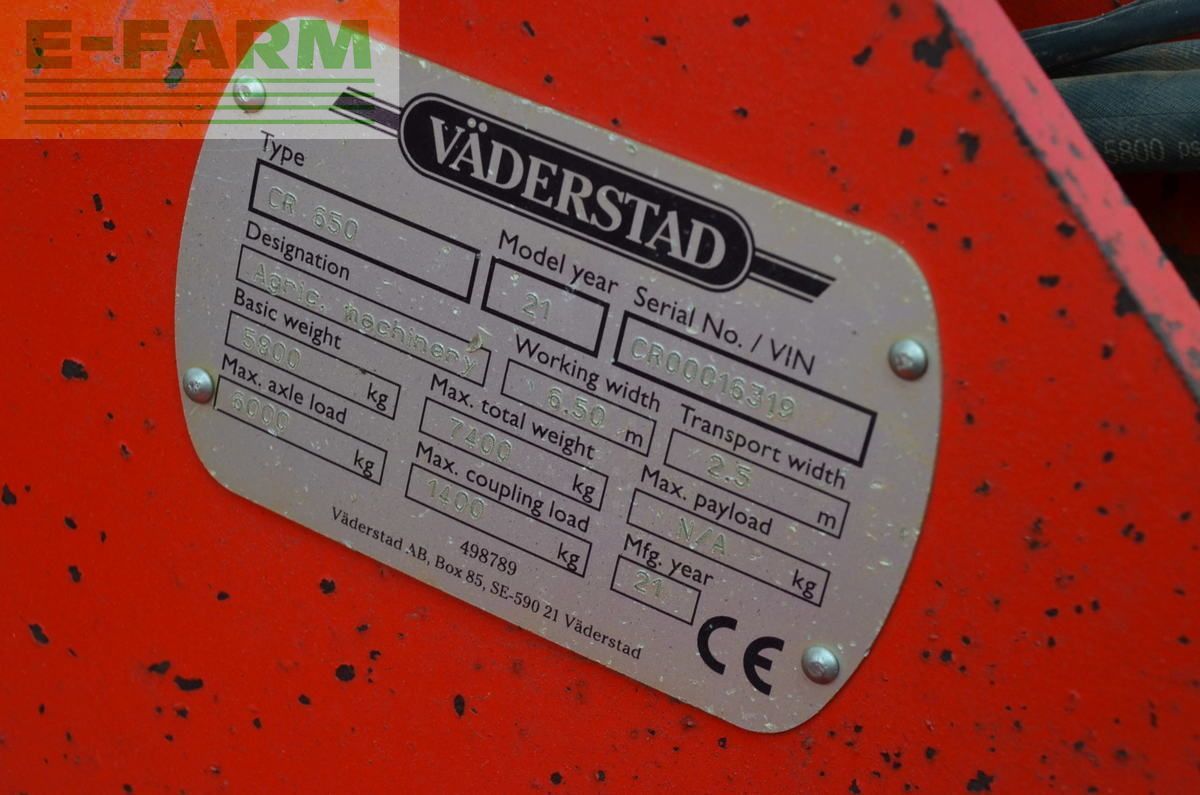 E-FARM
VÄDERSTAD
Type
CR 650
Model year
21
Serial No. / VIN
CR00016319
Designation
Agric. machinery
Working width
6.50 m
Transport width
2.5 m
Basic weight
5800 kg
Max. total weight
7400 kg
Max. payload
N/A kg
Max. axle load
6000 kg
Max. coupling load
1400 kg
Mfg. year
21
498789
Väderstad AB, Box 85, SE-590 21 Väderstad
CE
5800 PS